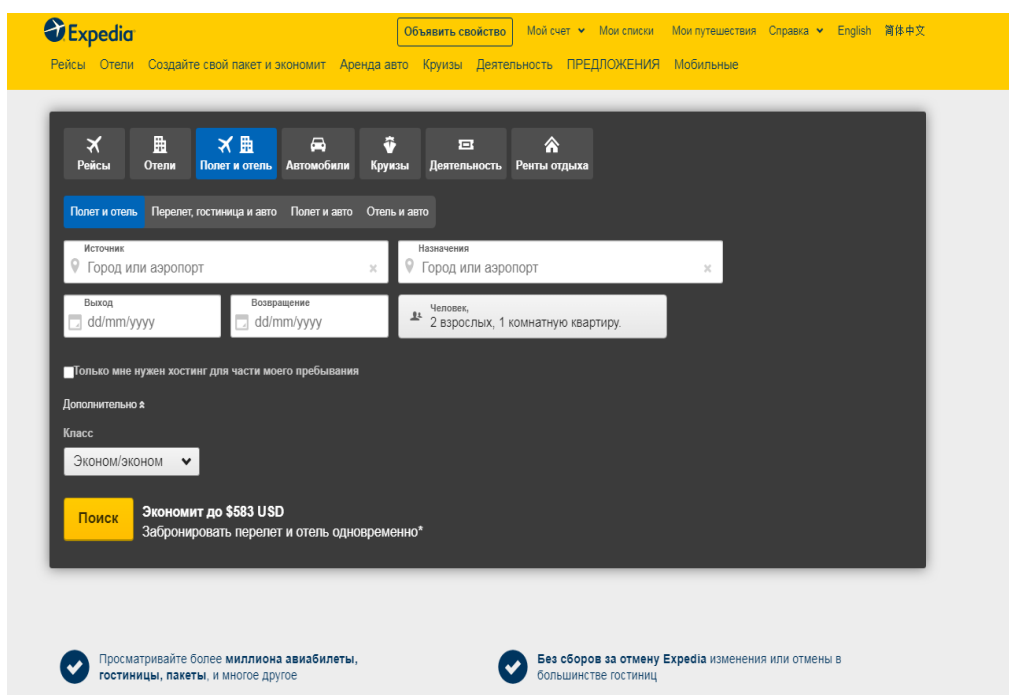 Expedia
Объявить свойство Мой счет Мои списки Мои путешествия Справка English 简体中文
Рейсы Отели Создайте свой пакет и экономит Аренда авто Круизы Деятельность ПРЕДЛОЖЕНИЯ Мобильные
Рейсы Отели Полет и отель Автомобили Круизы Деятельность Ренты отдыха
Полет и отель Перелет, гостиница и авто Полет и авто Отель и авто
Источник Назначения
Город или аэропорт Город или аэропорт
Выход Возвращение Человек,
dd/mm/yyyy dd/mm/yyyy 2 взрослых, 1 комнатную квартиру.
Только мне нужен хостинг для части моего пребывания
Дополнительно
Класс
Эконом/эконом
Поиск
Экономит до $583 USD
Забронировать перелет и отель одновременно*
Просматривайте более миллиона авиабилеты,
гостиницы, пакеты, и многое другое
Без сборов за отмену Expedia изменения или отмены в
большинстве гостиниц